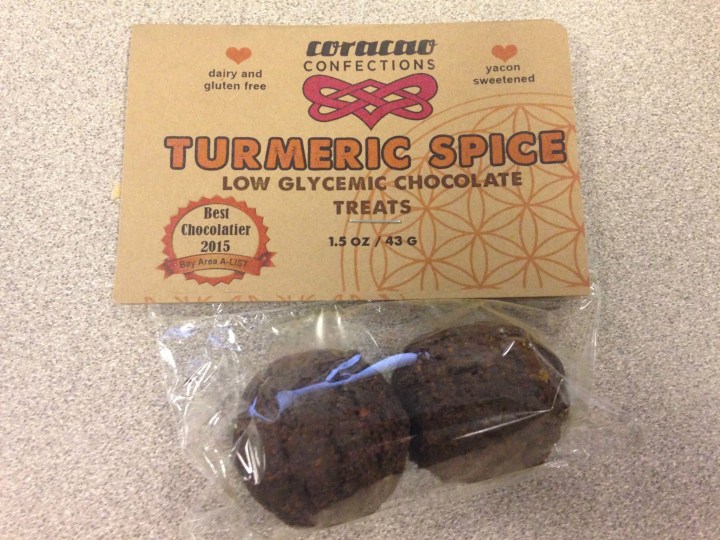 coracao
CONFECTIONS
dairy and
gluten free
yacon
sweetened
TURMERIC SPICE
LOW GLYCEMIC CHOCOLATE
TREATS
1.5 OZ / 43 G
Best
Chocolatier
2015
Bay Area A-LIST